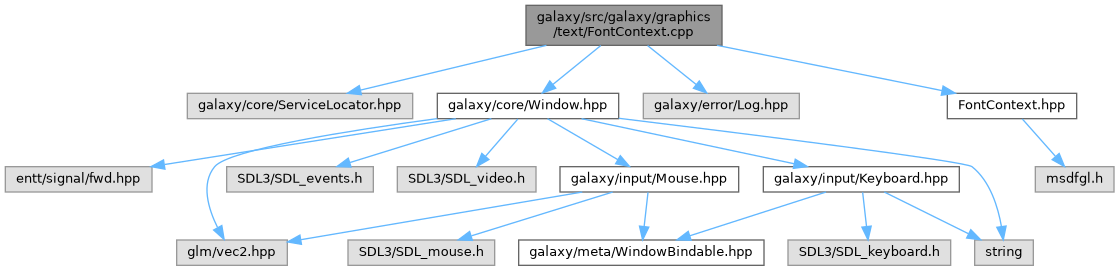 galaxy/src/galaxy/graphics
/text/FontContext.cpp
galaxy/core/ServiceLocator.hpp
galaxy/core/Window.hpp
galaxy/error/Log.hpp
FontContext.hpp
entt/signal/fwd.hpp
SDL3/SDL_events.h
SDL3/SDL_video.h
galaxy/input/Mouse.hpp
galaxy/input/Keyboard.hpp
msdfgl.h
glm/vec2.hpp
SDL3/SDL_mouse.h
galaxy/meta/WindowBindable.hpp
SDL3/SDL_keyboard.h
string